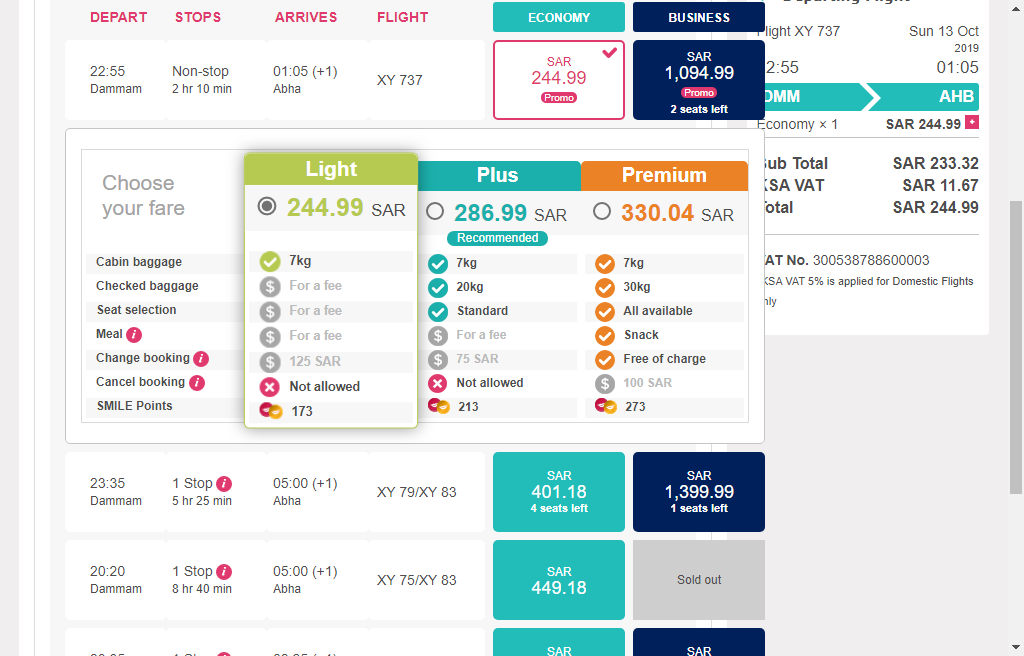 DEPART STOPS ARRIVES FLIGHT ECONOMY BUSINESS
22:55 Non-stop 01:05 (+1) XY 737
Dammam 2 hr 10 min Abha
SAR
244.99
Promo
SAR
1,094.99
Promo
2 seats left
Choose
your fare
Light Plus Premium
244.99 SAR 286.99 SAR 330.04 SAR
Recommended
Cabin baggage 7kg 7kg 7kg
Checked baggage For a fee 20kg 30kg
Seat selection For a fee Standard All available
Meal i For a fee For a fee Snack
Change booking i 125 SAR 75 SAR Free of charge
Cancel booking i Not allowed Not allowed 100 SAR
SMILE Points 173 213 273
23:35 1 Stop i 05:00 (+1) XY 79/XY 83
Dammam 5 hr 25 min Abha
SAR
401.18
4 seats left
SAR
1,399.99
1 seats left
20:20 1 Stop i 05:00 (+1) XY 75/XY 83
Dammam 8 hr 40 min Abha
SAR
449.18
Sold out
SAR SAR
Flight XY 737 Sun 13 Oct
2019
22:55 01:05
DMM AHB
Economy × 1 SAR 244.99 +
Sub Total SAR 233.32
KSA VAT SAR 11.67
Total SAR 244.99
VAT No. 300538788600003
KSA VAT 5% is applied for Domestic Flights
only